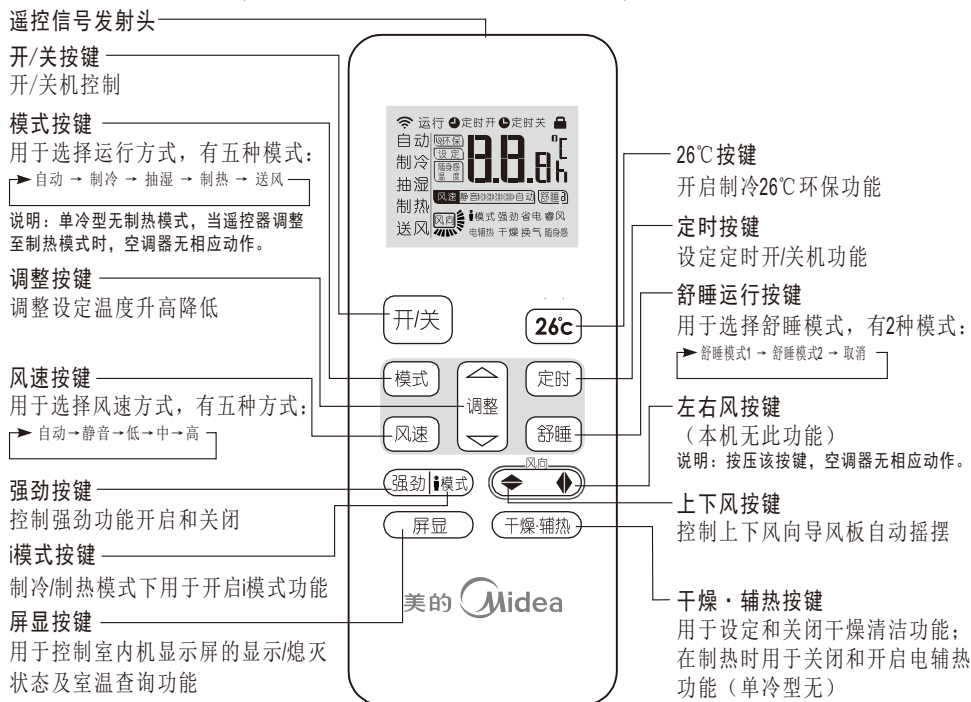 遥控信号发射头
开/关按键
开/关机控制
模式按键
用于选择运行方式，有五种模式：
自动 → 制冷 → 抽湿 → 制热 → 送风
说明：单冷型无制热模式，当遥控器调整
至制热模式时，空调器无相应动作。
调整按键
调整设定温度升高降低
风速按键
用于选择风速方式，有五种方式：
自动→静音→低→中→高
强劲按键
控制强劲功能开启和关闭
i模式按键
制冷/制热模式下用于开启i模式功能
屏显按键
用于控制室内机显示屏的显示/熄灭
状态及室温查询功能
运行 定时开 定时关
自动 环保
制冷 设定
抽湿 随身感 温度
制热
送风
8.8.8h
℃
风速 静音 自动 舒睡
风向 i模式 强劲 省电 睿风
电辅热 干燥 换气 随身感
开/关
26℃
模式
调整
定时
风速
舒睡
风向
强劲 i模式
屏显
干燥·辅热
美的 Midea
26℃按键
开启制冷26℃环保功能
定时按键
设定定时开/关机功能
舒睡运行按键
用于选择舒睡模式，有2种模式：
舒睡模式1 → 舒睡模式2 → 取消
左右风按键
（本机无此功能）
说明：按压该按键，空调器无相应动作。
上下风按键
控制上下风向导风板自动摇摆
干燥·辅热按键
用于设定和关闭干燥清洁功能；
在制热时用于关闭和开启电辅热
功能（单冷型无）